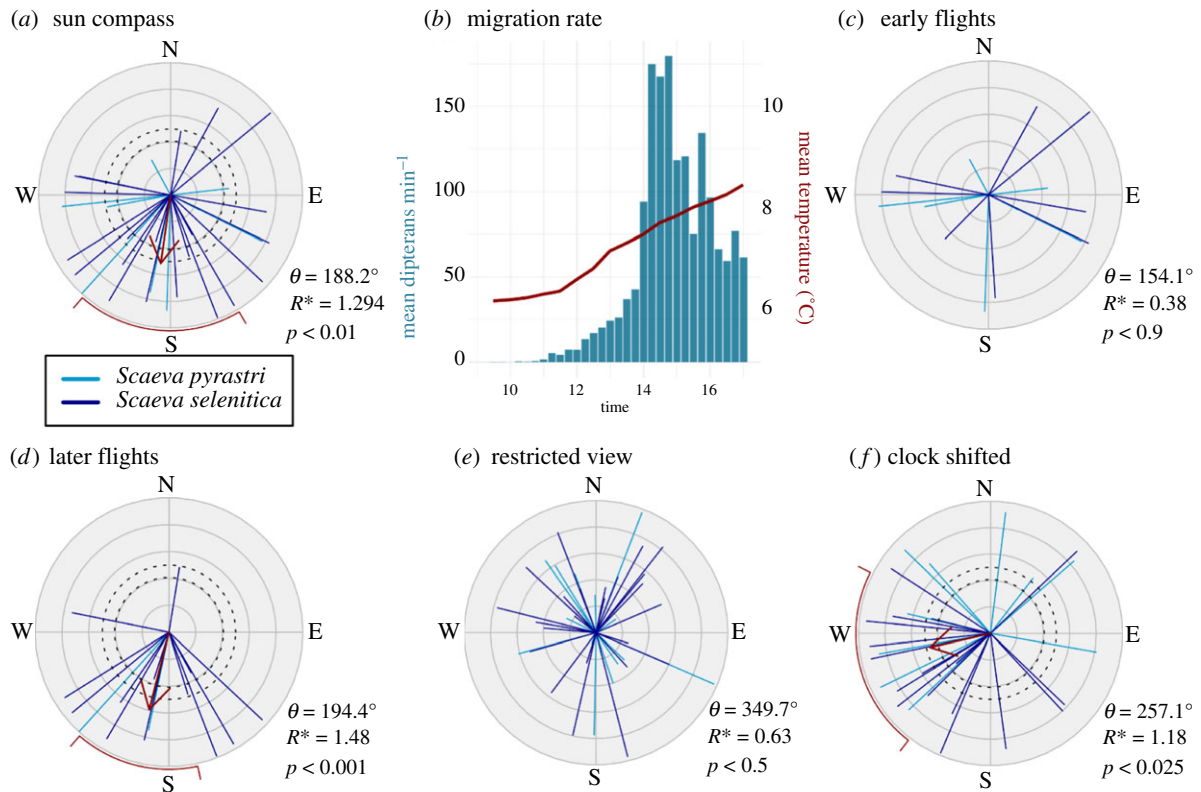 (a) sun compass
N
W
E
S
θ = 188.2°
R* = 1.294
p < 0.01
Scaeva pyrastri
Scaeva selenitica
(b) migration rate
mean dipterans min⁻¹
150
100
50
0
10
8
6
mean temperature (°C)
10 12 14 16
time
(c) early flights
N
W
E
S
θ = 154.1°
R* = 0.38
p < 0.9
(d) later flights
N
W
E
S
θ = 194.4°
R* = 1.48
p < 0.001
(e) restricted view
N
W
E
S
θ = 349.7°
R* = 0.63
p < 0.5
(f) clock shifted
N
W
E
S
θ = 257.1°
R* = 1.18
p < 0.025